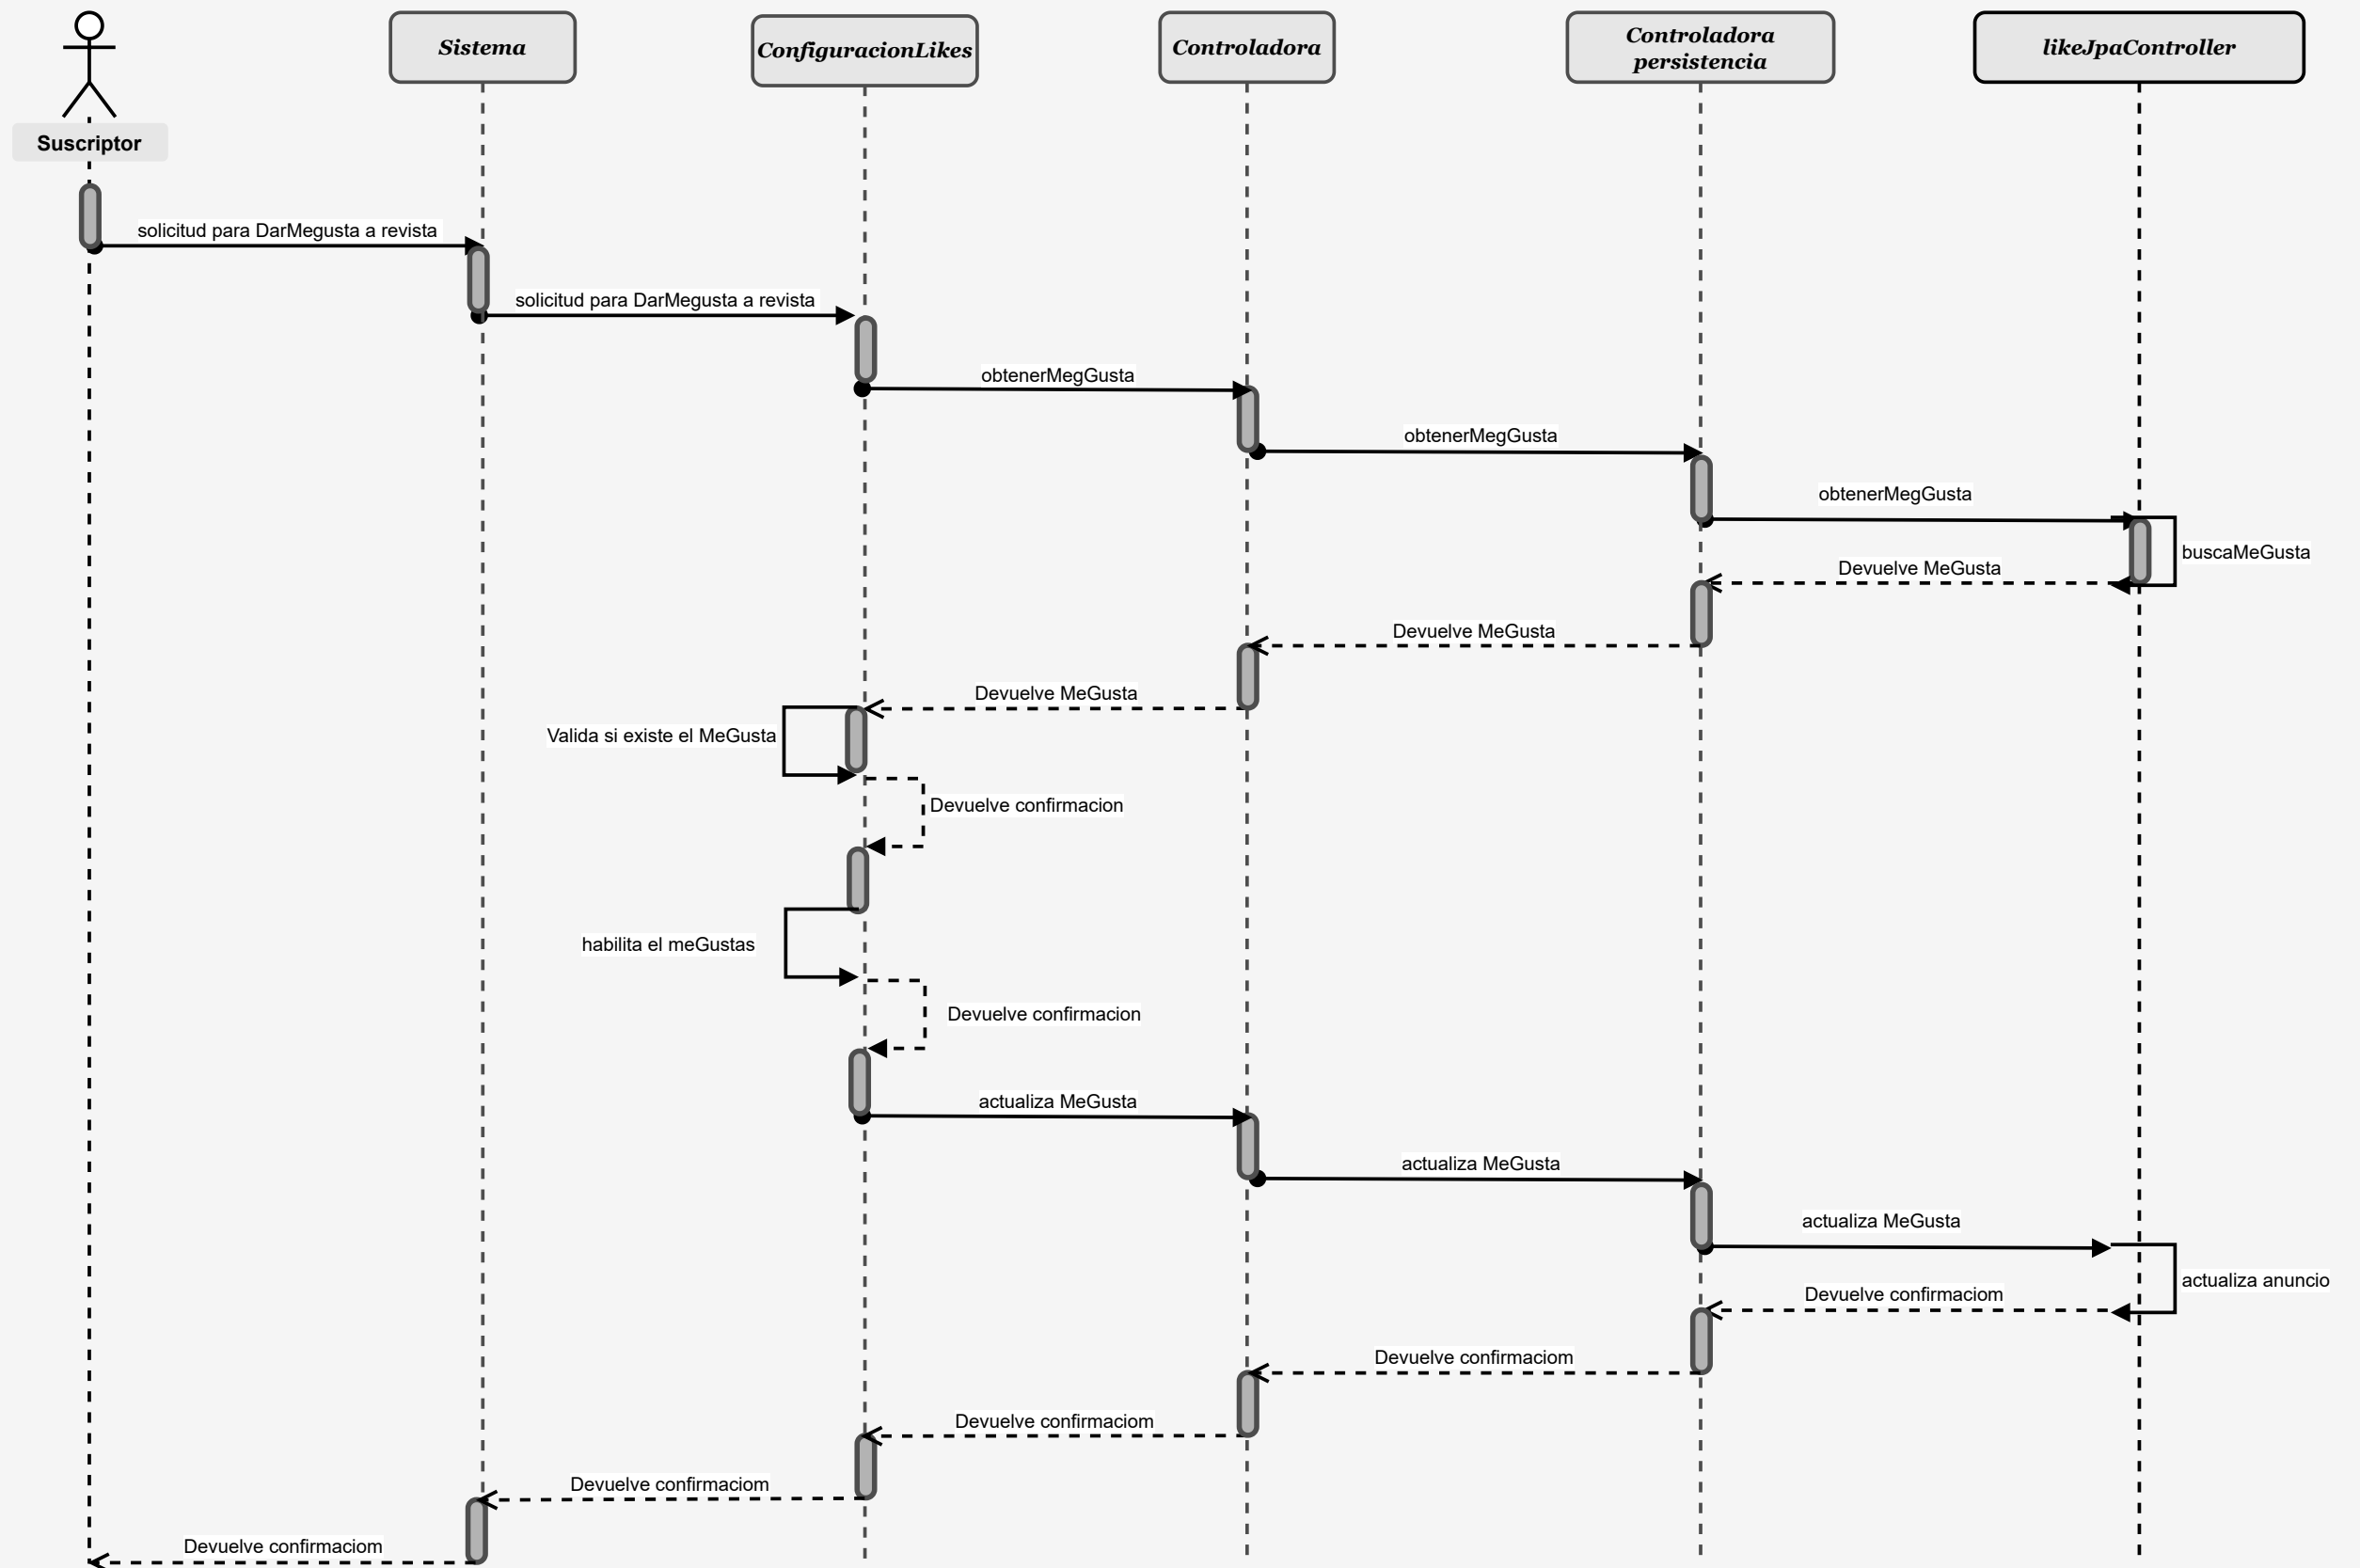 Sistema
ConfiguracionLikes
Controladora
Controladora
persistencia
likeJpaController
Suscriptor
solicitud para DarMegusta a revista
solicitud para DarMegusta a revista
obtenerMegGusta
obtenerMegGusta
obtenerMegGusta
buscaMeGusta
Devuelve MeGusta
Devuelve MeGusta
Devuelve MeGusta
Valida si existe el MeGusta
Devuelve confirmacion
habilita el meGustas
Devuelve confirmacion
actualiza MeGusta
actualiza MeGusta
actualiza MeGusta
actualiza anuncio
Devuelve confirmaciom
Devuelve confirmaciom
Devuelve confirmaciom
Devuelve confirmaciom
Devuelve confirmaciom